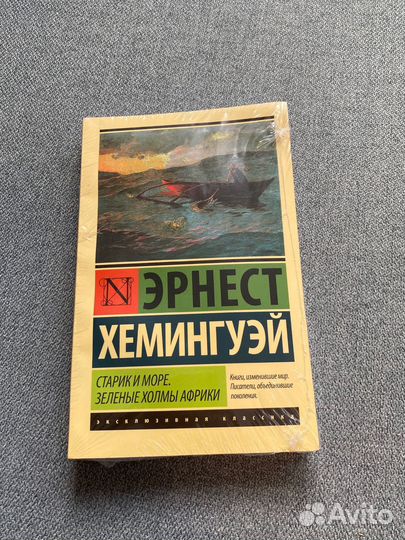 N ЭРНЕСТ
ХЕМИНГУЭЙ
СТАРИК И МОРЕ.
ЗЕЛЕНЫЕ ХОЛМЫ АФРИКИ
Книги, изменившие мир.
Писатели, объединившие
поколения.
ЭКСКЛЮЗИВНАЯ КЛАССИКА
Avito